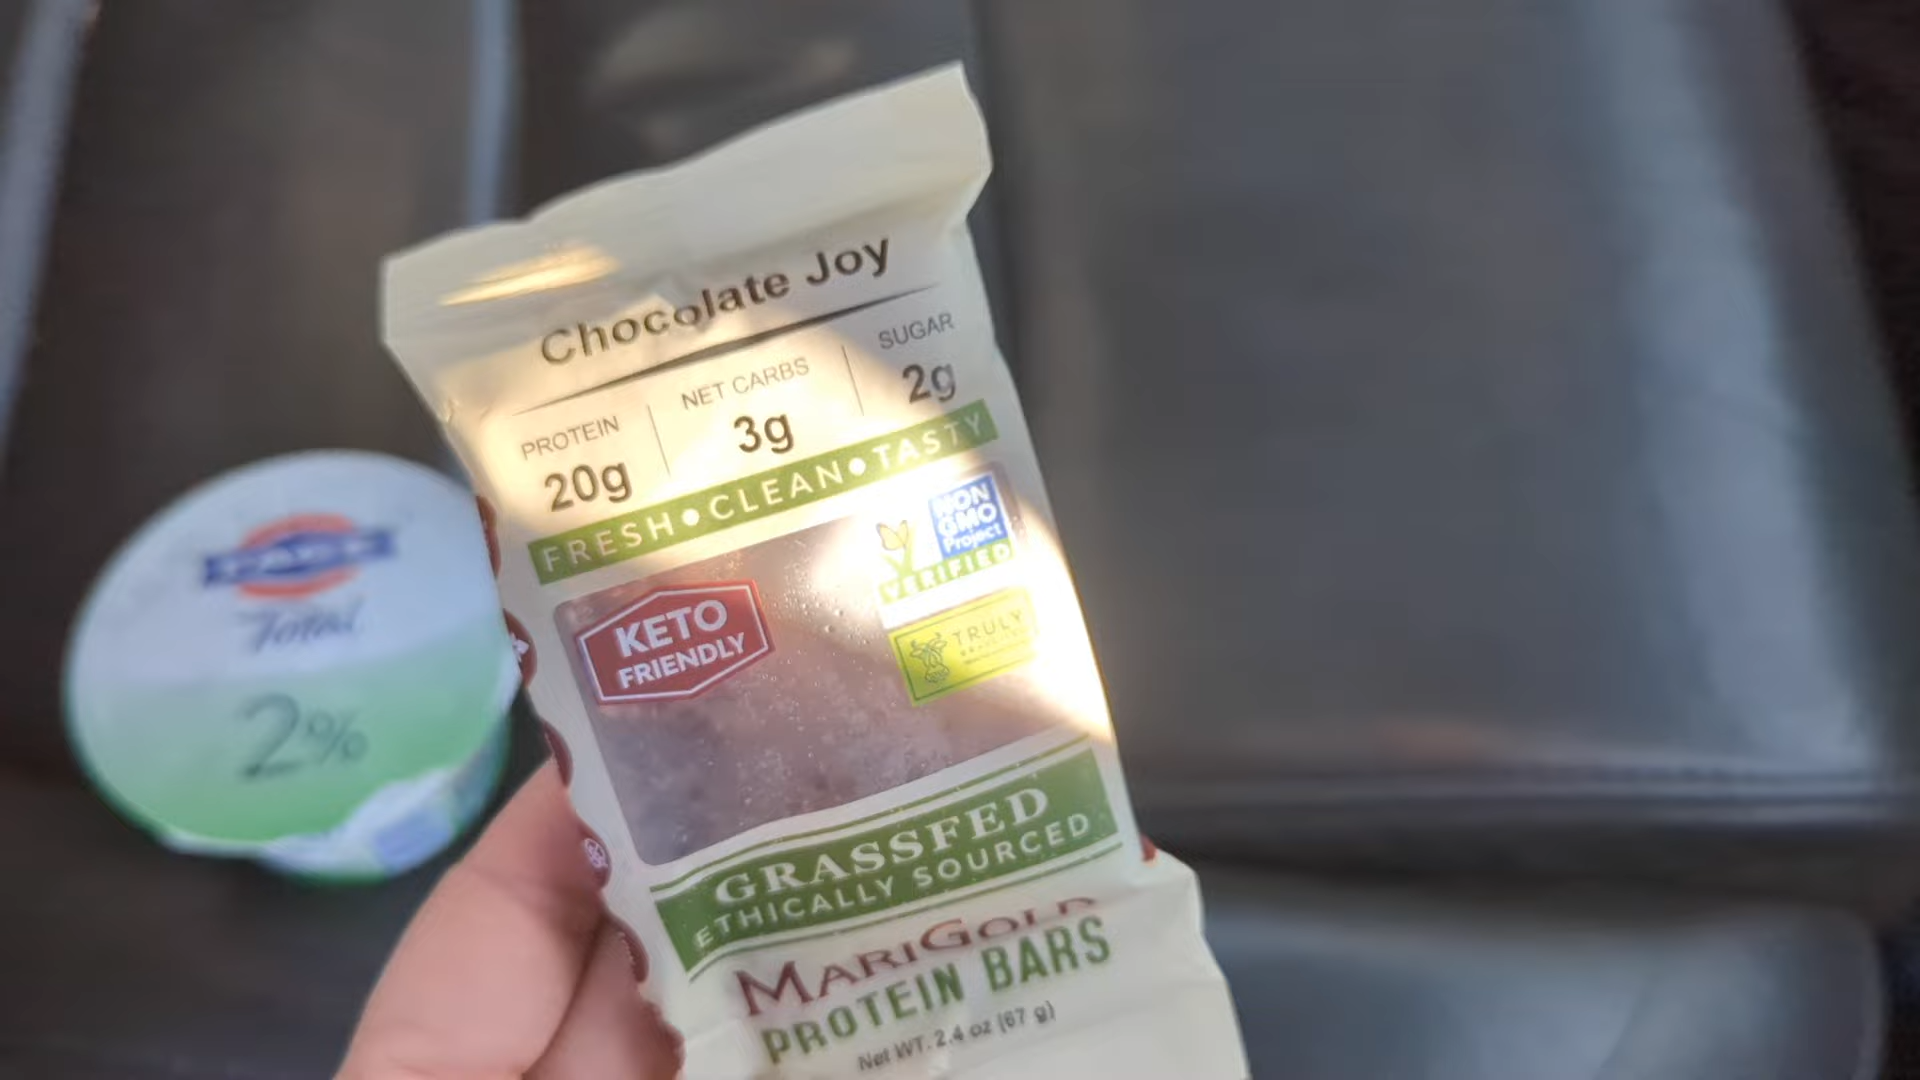 Chocolate Joy
PROTEIN
20g
NET CARBS
3g
SUGAR
2g
FRESH•CLEAN•TASTY
NON
GMO
Project
VERIFIED
KETO
FRIENDLY
TRULY
GRASSFED
ETHICALLY SOURCED
MARIGOLD
PROTEIN BARS
Net WT. 2.4 oz (67 g)
FAGE
Total
2%